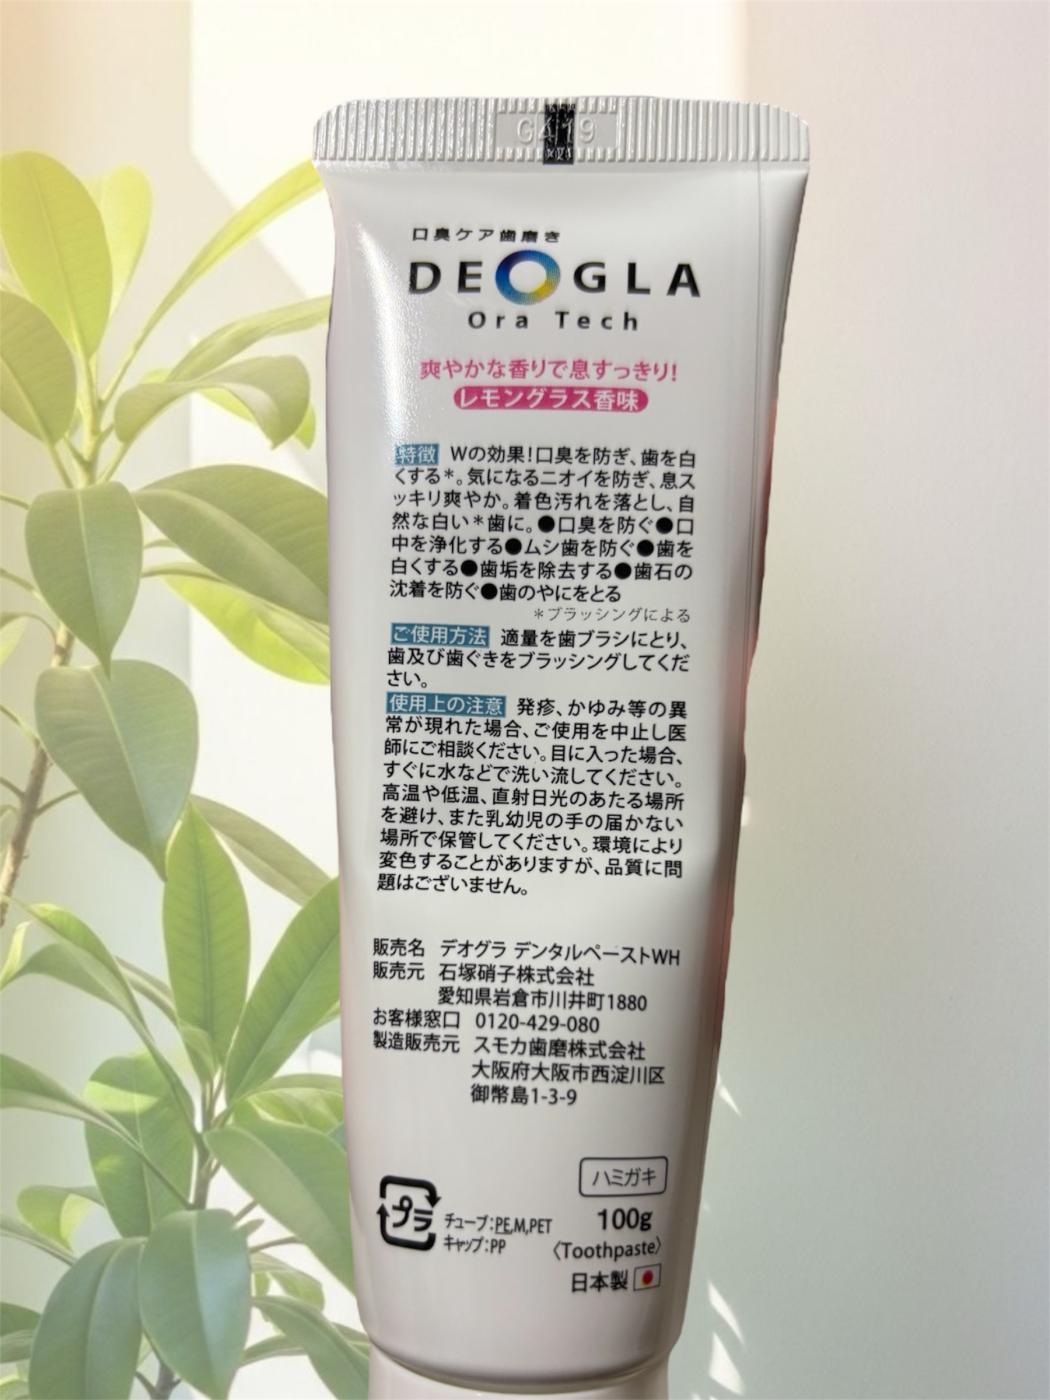 G419
口臭ケア歯磨き
DEOGLA
Ora Tech
爽やかな香りで息すっきり!
レモングラス香味
特徴 Wの効果!口臭を防ぎ、歯を白
くする*。気になるニオイを防ぎ、息ス
ッキリ爽やか。着色汚れを落とし、自
然な白い*歯に。●口臭を防ぐ●口
中を浄化する●ムシ歯を防ぐ●歯を
白くする●歯垢を除去する●歯石の
沈着を防ぐ●歯のやにをとる
*ブラッシングによる
ご使用方法 適量を歯ブラシにとり、
歯及び歯ぐきをブラッシングしてくだ
さい。
使用上の注意 発疹、かゆみ等の異
常が現れた場合、ご使用を中止し医
師にご相談ください。目に入った場合、
すぐに水などで洗い流してください。
高温や低温、直射日光のあたる場所
を避け、また乳幼児の手の届かない
場所で保管してください。環境により
変色することがありますが、品質に問
題はございません。
販売名 デオグラ デンタルペーストWH
販売元 石塚硝子株式会社
愛知県岩倉市川井町1880
お客様窓口 0120-429-080
製造販売元 スモカ歯磨株式会社
大阪府大阪市西淀川区
御幣島1-3-9
ハミガキ
プラ
チューブ:PE,M,PET
キャップ:PP
100g
〈Toothpaste〉
日本製